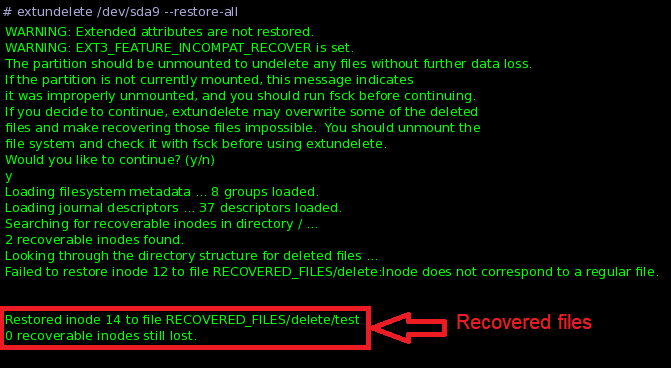 # extundelete /dev/sda9 --restore-all
WARNING: Extended attributes are not restored.
WARNING: EXT3_FEATURE_INCOMPAT_RECOVER is set.
The partition should be unmounted to undelete any files without further data loss.
If the partition is not currently mounted, this message indicates
it was improperly unmounted, and you should run fsck before continuing.
If you decide to continue, extundelete may overwrite some of the deleted
files and make recovering those files impossible.  You should unmount the
file system and check it with fsck before using extundelete.
Would you like to continue? (y/n)
y
Loading filesystem metadata ... 8 groups loaded.
Loading journal descriptors ... 37 descriptors loaded.
Searching for recoverable inodes in directory / ...
2 recoverable inodes found.
Looking through the directory structure for deleted files ...
Failed to restore inode 12 to file RECOVERED_FILES/delete:Inode does not correspond to a regular file.
Restored inode 14 to file RECOVERED_FILES/delete/test
0 recoverable inodes still lost.
Recovered files